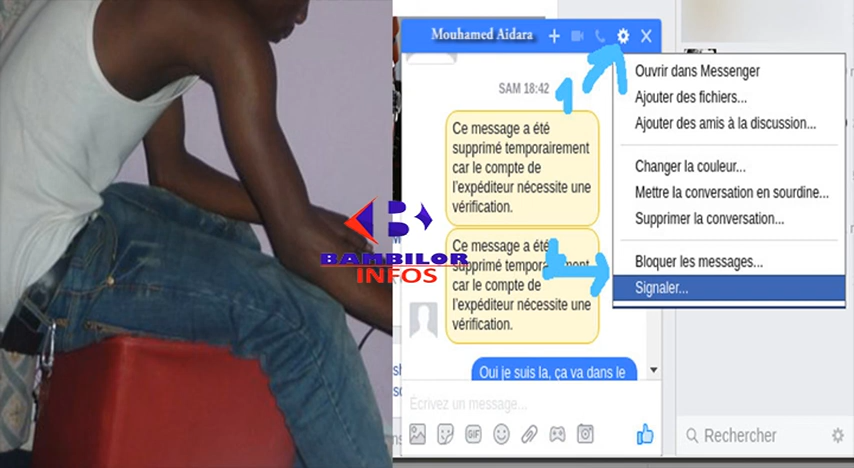 Mouhamed Aidara
SAM 18:42
Ce message a été
supprimé temporairement
car le compte de
l'expéditeur nécessite une
vérification.
Ce message a été
supprimé temporairement
car le compte de
l'expéditeur nécessite une
vérification.
Oui je suis la, ça va dans le
Écrivez un message...
GIF
1
Ouvrir dans Messenger
Ajouter des fichiers...
Ajouter des amis à la discussion...
Changer la couleur...
Mettre la conversation en sourdine...
Supprimer la conversation...
Bloquer les messages...
Signaler...
Rechercher
B
BAMBILOR
INFOS